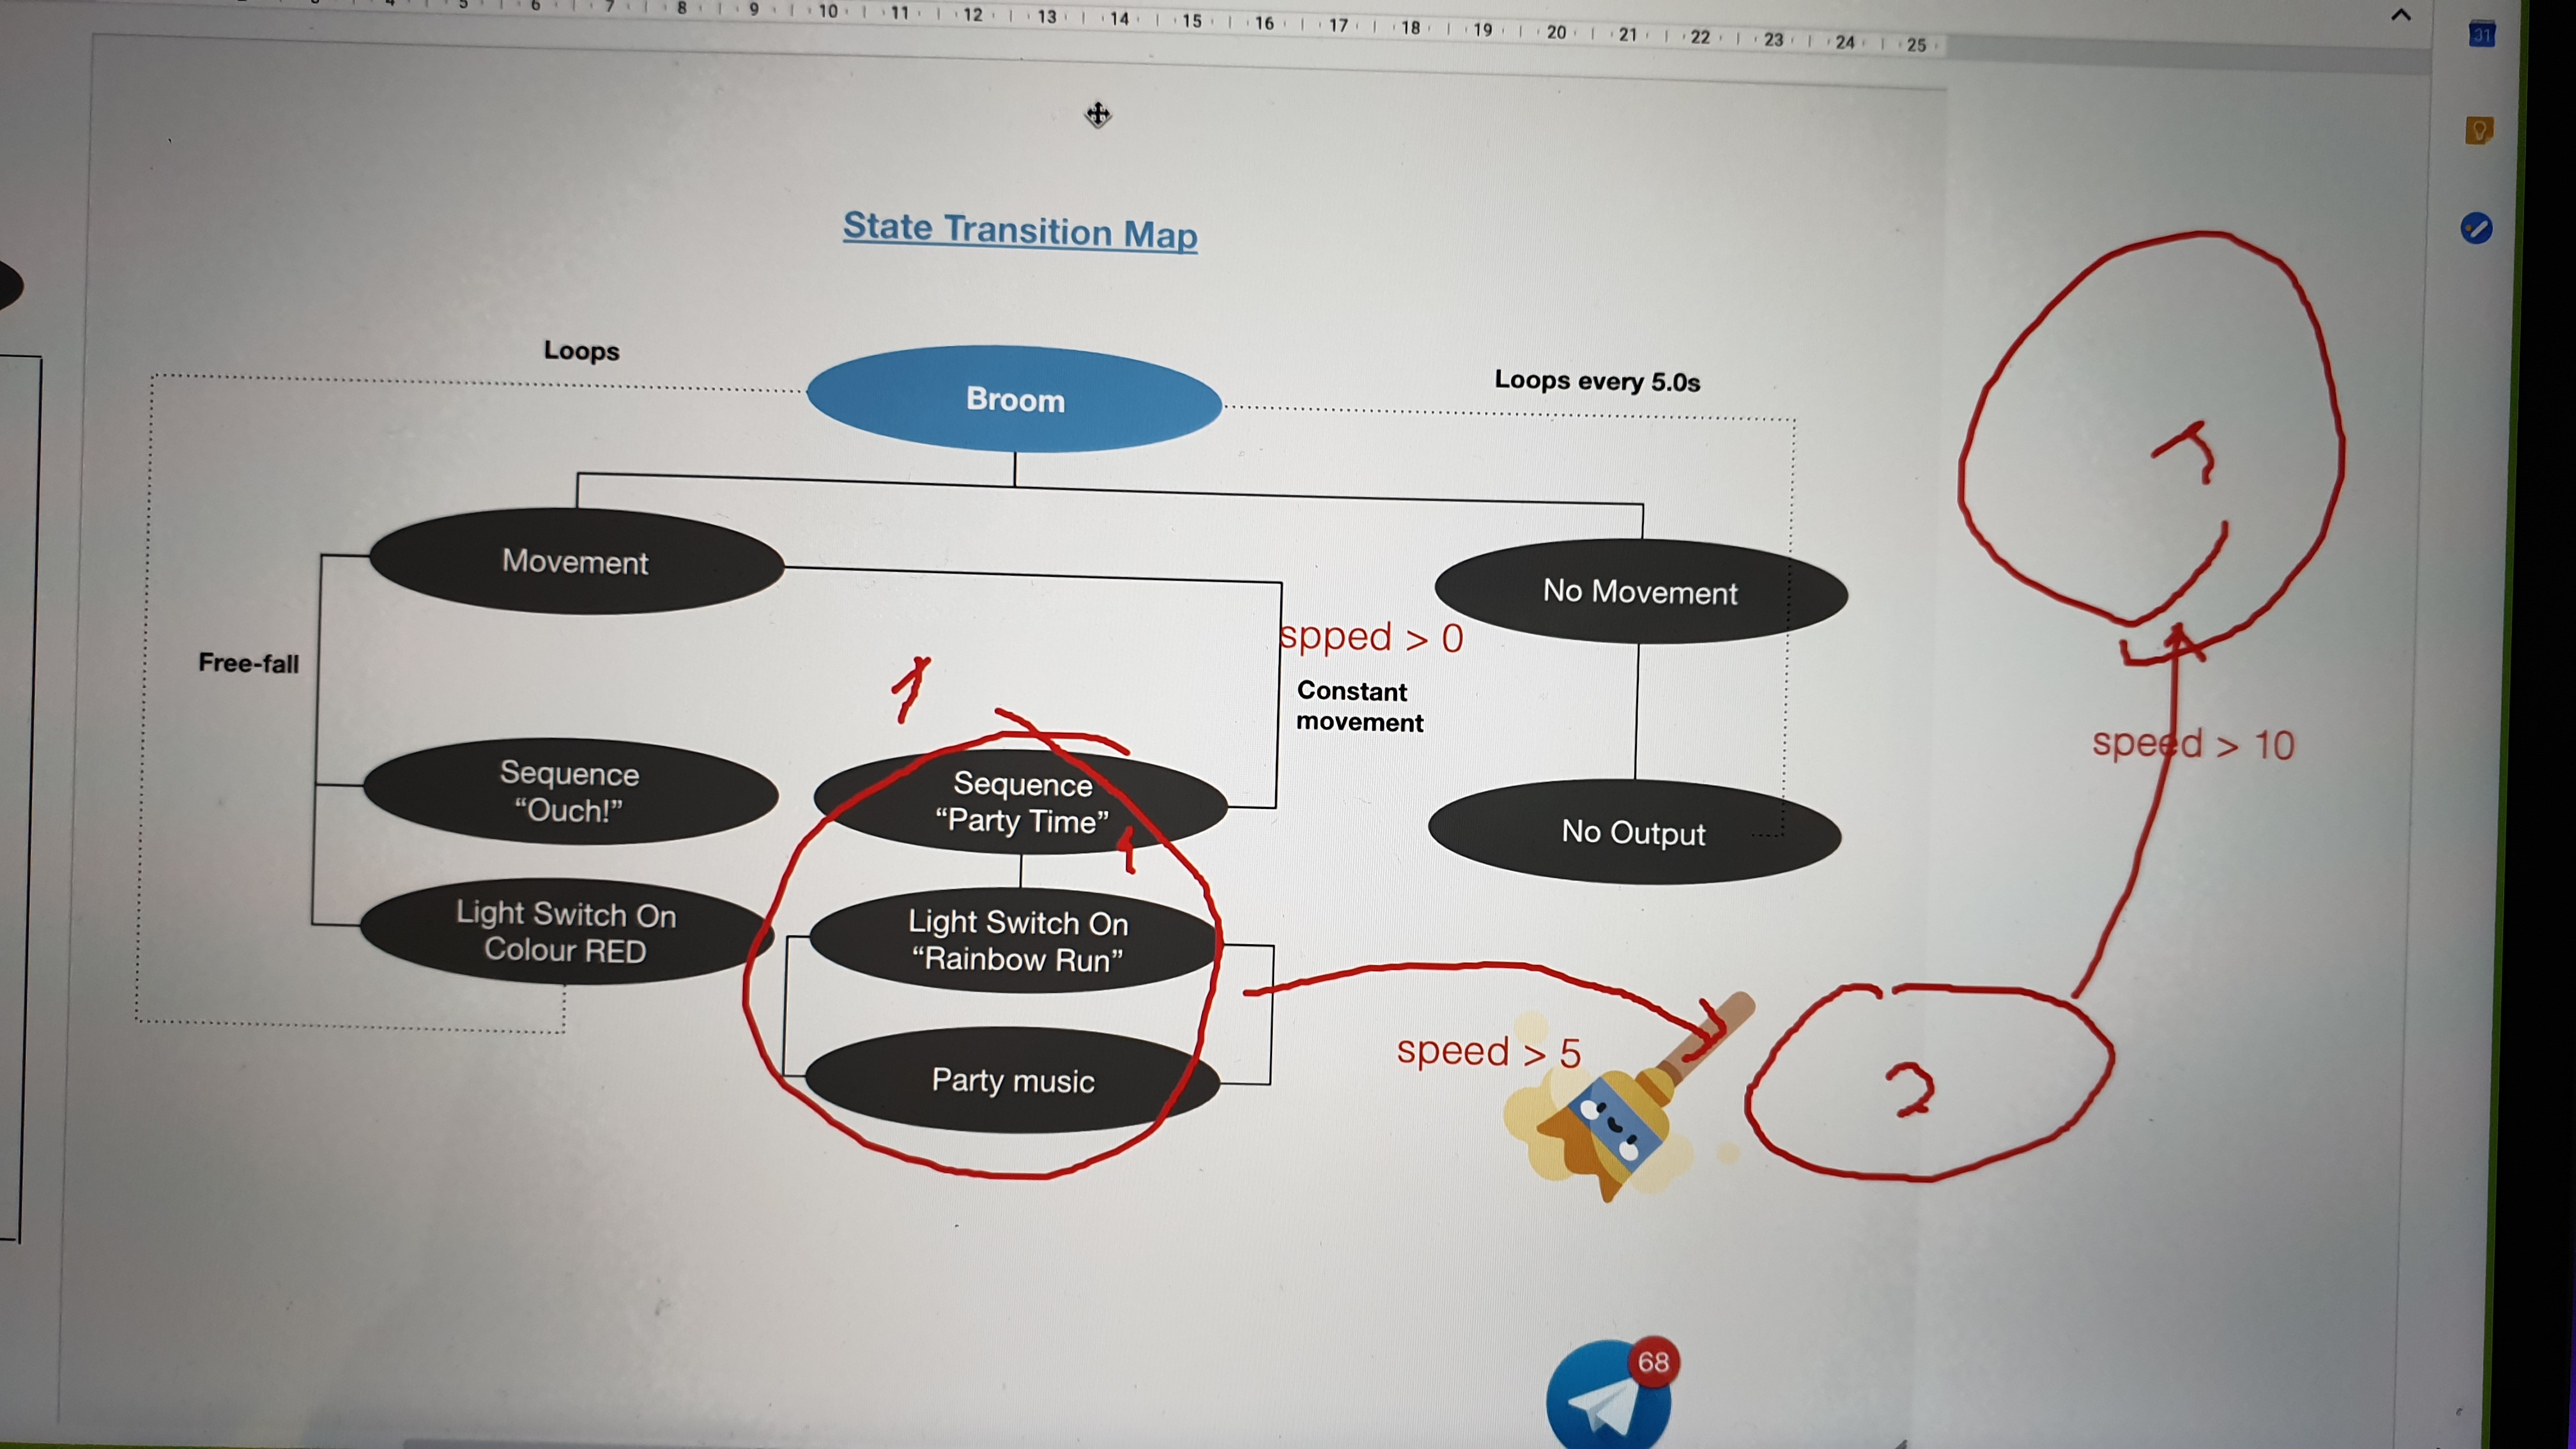 5 6 7 8 9 10 11 12 13 14 15 16 17 18 19 20 21 22 23 24 25
31
State Transition Map
Loops
Broom
Loops every 5.0s
Movement
No Movement
Free-fall
spped > 0
1
Constant
movement
speed > 10
Sequence
“Ouch!”
Sequence
“Party Time”
1
No Output
Light Switch On
Colour RED
Light Switch On
“Rainbow Run”
speed > 5
2
Party music
68